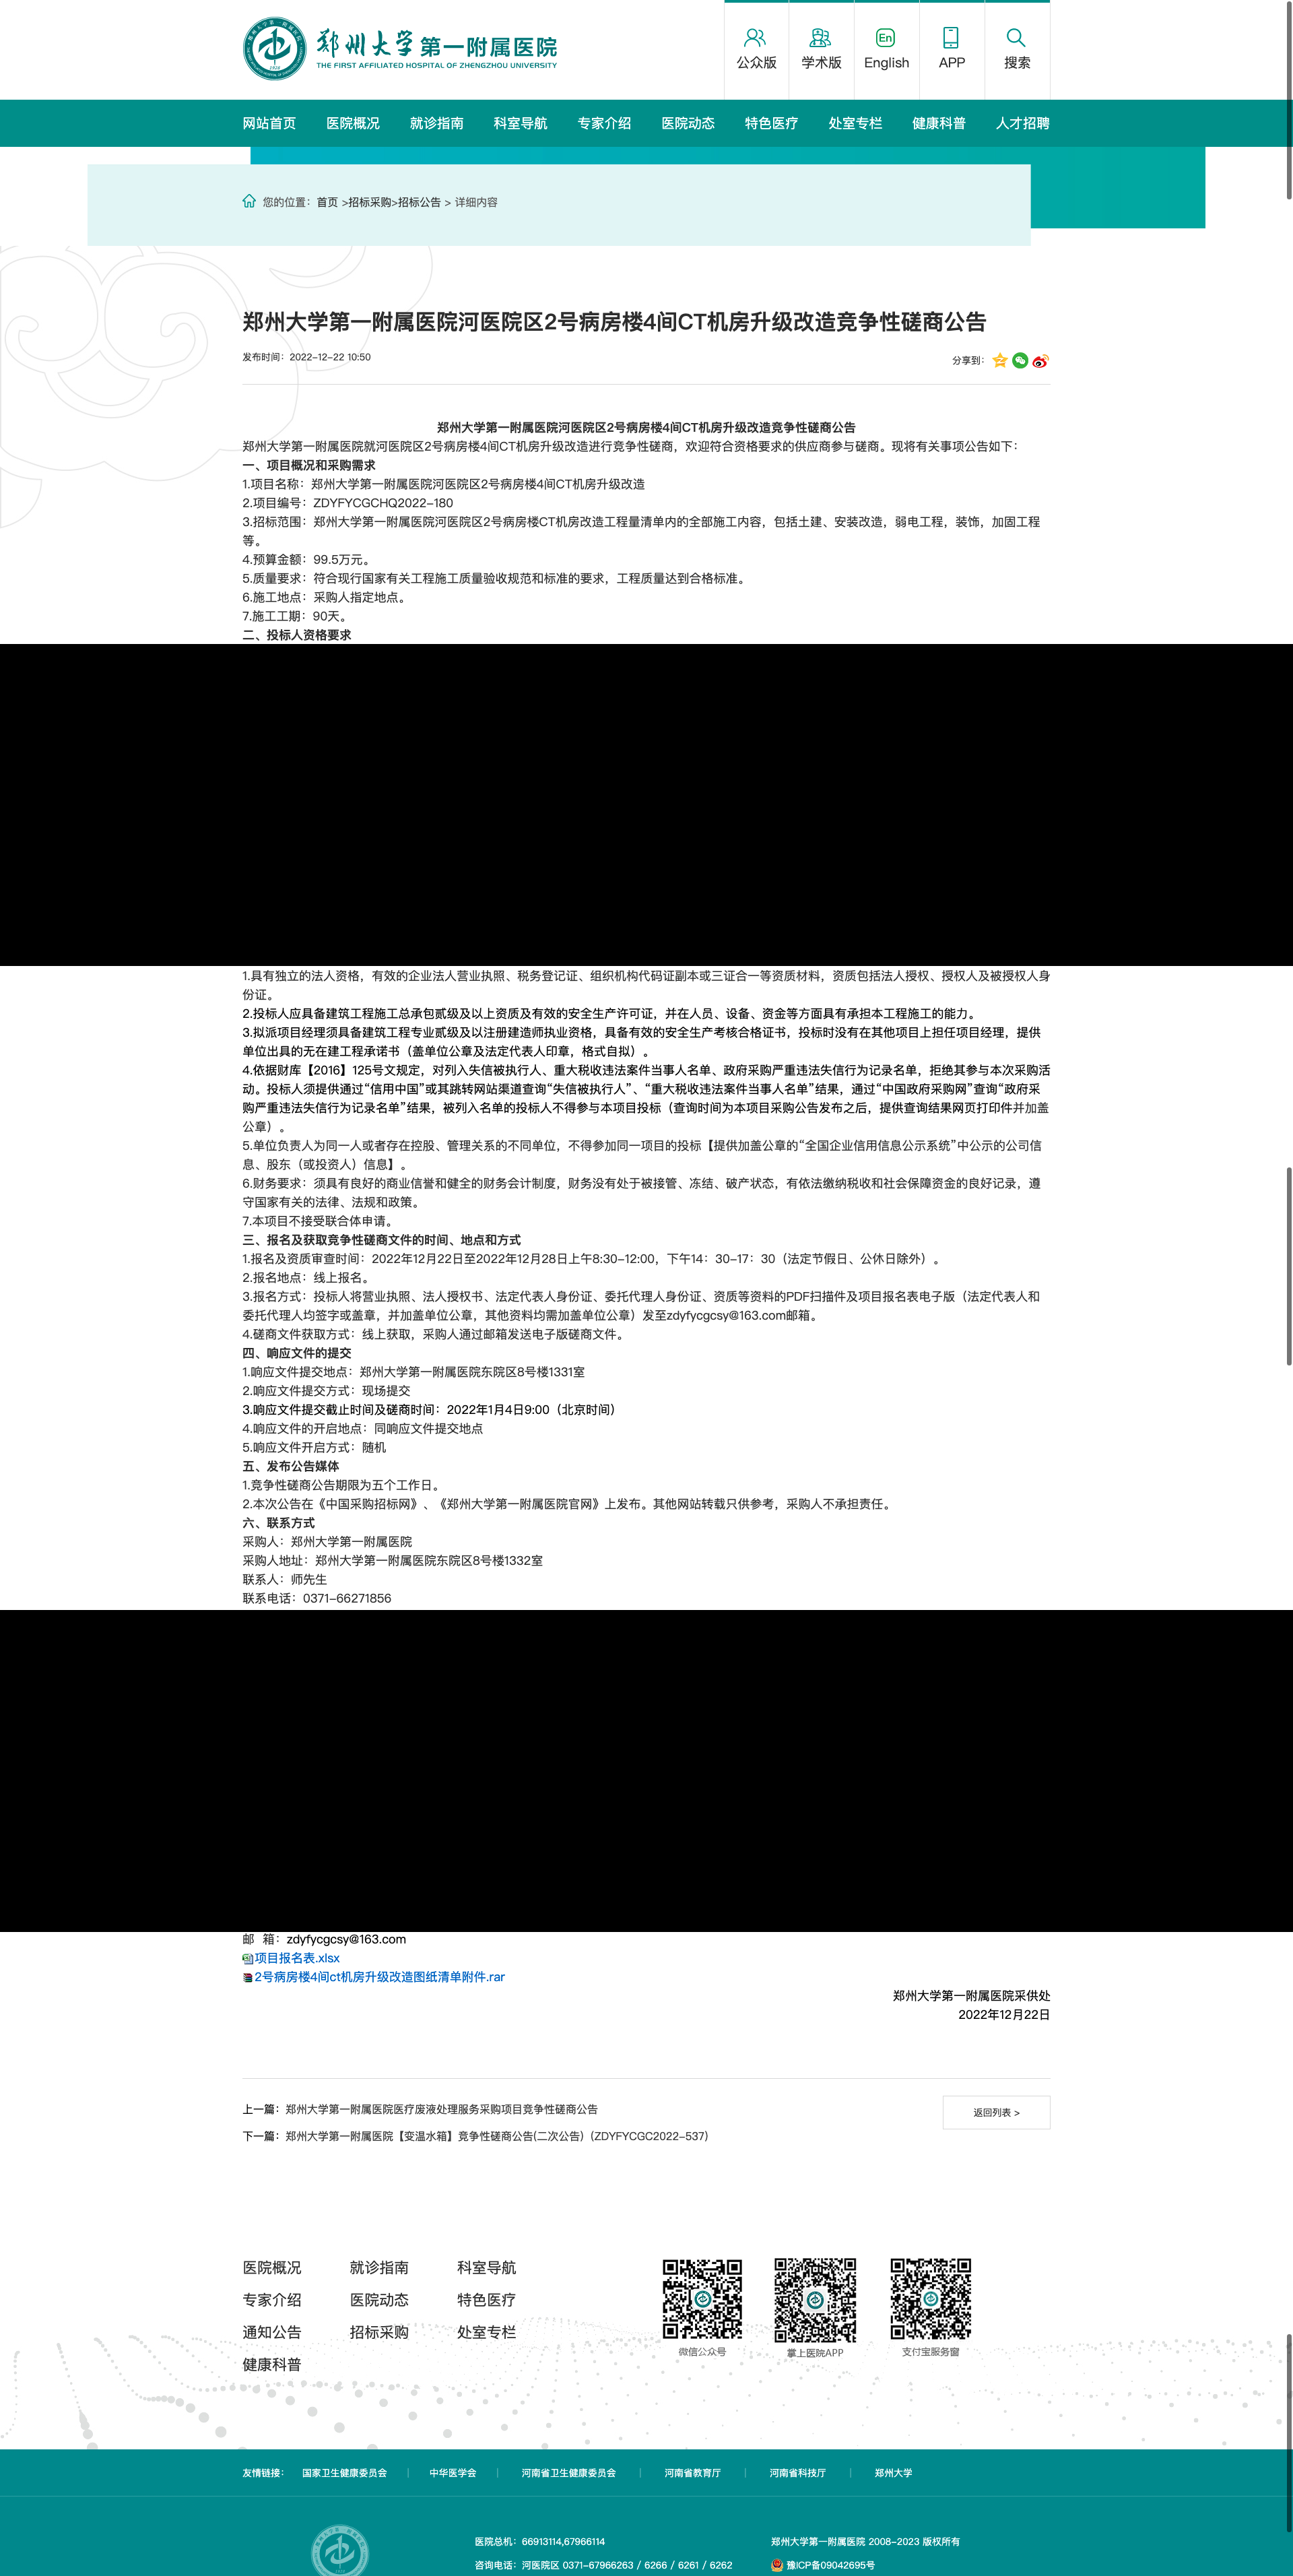 郑州大学第一附属医院
THE FIRST AFFILIATED HOSPITAL OF ZHENGZHOU UNIVERSITY
公众版 学术版 English APP 搜索
网站首页 医院概况 就诊指南 科室导航 专家介绍 医院动态 特色医疗 处室专栏 健康科普 人才招聘
您的位置：首页 >招标采购>招标公告 > 详细内容
郑州大学第一附属医院河医院区2号病房楼4间CT机房升级改造竞争性磋商公告
发布时间：2022-12-22 10:50
分享到：
郑州大学第一附属医院河医院区2号病房楼4间CT机房升级改造竞争性磋商公告
郑州大学第一附属医院就河医院区2号病房楼4间CT机房升级改造进行竞争性磋商，欢迎符合资格要求的供应商参与磋商。现将有关事项公告如下：
一、项目概况和采购需求
1.项目名称：郑州大学第一附属医院河医院区2号病房楼4间CT机房升级改造
2.项目编号：ZDYFYCGCHQ2022-180
3.招标范围：郑州大学第一附属医院河医院区2号病房楼CT机房改造工程量清单内的全部施工内容，包括土建、安装改造，弱电工程，装饰，加固工程
等。
4.预算金额：99.5万元。
5.质量要求：符合现行国家有关工程施工质量验收规范和标准的要求，工程质量达到合格标准。
6.施工地点：采购人指定地点。
7.施工工期：90天。
二、投标人资格要求
1.具有独立的法人资格，有效的企业法人营业执照、税务登记证、组织机构代码证副本或三证合一等资质材料，资质包括法人授权、授权人及被授权人身
份证。
2.投标人应具备建筑工程施工总承包贰级及以上资质及有效的安全生产许可证，并在人员、设备、资金等方面具有承担本工程施工的能力。
3.拟派项目经理须具备建筑工程专业贰级及以注册建造师执业资格，具备有效的安全生产考核合格证书，投标时没有在其他项目上担任项目经理，提供
单位出具的无在建工程承诺书（盖单位公章及法定代表人印章，格式自拟）。
4.依据财库【2016】125号文规定，对列入失信被执行人、重大税收违法案件当事人名单、政府采购严重违法失信行为记录名单，拒绝其参与本次采购活
动。投标人须提供通过“信用中国”或其跳转网站渠道查询“失信被执行人”、“重大税收违法案件当事人名单”结果，通过“中国政府采购网”查询“政府采
购严重违法失信行为记录名单”结果，被列入名单的投标人不得参与本项目投标（查询时间为本项目采购公告发布之后，提供查询结果网页打印件并加盖
公章）。
5.单位负责人为同一人或者存在控股、管理关系的不同单位，不得参加同一项目的投标【提供加盖公章的“全国企业信用信息公示系统”中公示的公司信
息、股东（或投资人）信息】。
6.财务要求：须具有良好的商业信誉和健全的财务会计制度，财务没有处于被接管、冻结、破产状态，有依法缴纳税收和社会保障资金的良好记录，遵
守国家有关的法律、法规和政策。
7.本项目不接受联合体申请。
三、报名及获取竞争性磋商文件的时间、地点和方式
1.报名及资质审查时间：2022年12月22日至2022年12月28日上午8:30-12:00，下午14：30-17：30（法定节假日、公休日除外）。
2.报名地点：线上报名。
3.报名方式：投标人将营业执照、法人授权书、法定代表人身份证、委托代理人身份证、资质等资料的PDF扫描件及项目报名表电子版（法定代表人和
委托代理人均签字或盖章，并加盖单位公章，其他资料均需加盖单位公章）发至zdyfycgcsy@163.com邮箱。
4.磋商文件获取方式：线上获取，采购人通过邮箱发送电子版磋商文件。
四、响应文件的提交
1.响应文件提交地点：郑州大学第一附属医院东院区8号楼1331室
2.响应文件提交方式：现场提交
3.响应文件提交截止时间及磋商时间：2022年1月4日9:00（北京时间）
4.响应文件的开启地点：同响应文件提交地点
5.响应文件开启方式：随机
五、发布公告媒体
1.竞争性磋商公告期限为五个工作日。
2.本次公告在《中国采购招标网》、《郑州大学第一附属医院官网》上发布。其他网站转载只供参考，采购人不承担责任。
六、联系方式
采购人：郑州大学第一附属医院
采购人地址：郑州大学第一附属医院东院区8号楼1332室
联系人：师先生
联系电话：0371-66271856
邮 箱：zdyfycgcsy@163.com
项目报名表.xlsx
2号病房楼4间ct机房升级改造图纸清单附件.rar
郑州大学第一附属医院采供处
2022年12月22日
上一篇：郑州大学第一附属医院医疗废液处理服务采购项目竞争性磋商公告
返回列表 >
下一篇：郑州大学第一附属医院【变温水箱】竞争性磋商公告(二次公告)（ZDYFYCGC2022-537）
医院概况 就诊指南 科室导航
专家介绍 医院动态 特色医疗
通知公告 招标采购 处室专栏
健康科普
微信公众号 掌上医院APP 支付宝服务窗
友情链接： 国家卫生健康委员会 | 中华医学会 | 河南省卫生健康委员会 | 河南省教育厅 | 河南省科技厅 | 郑州大学
医院总机：66913114,67966114
郑州大学第一附属医院 2008-2023 版权所有
咨询电话：河医院区 0371-67966263 / 6266 / 6261 / 6262
豫ICP备09042695号